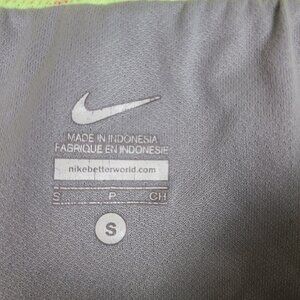 MADE IN INDONESIA
FABRIQUE EN INDONESIE
nikebetterworld.com
S P CH
S